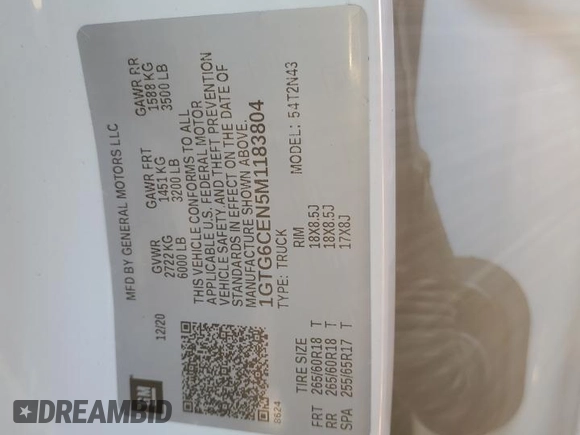 MFD BY GENERAL MOTORS LLC
12/20
GVWR
2722 KG
6000 LB
GAWR FRT
1451 KG
3200 LB
GAWR RR
1588 KG
3500 LB
THIS VEHICLE CONFORMS TO ALL
APPLICABLE U.S. FEDERAL MOTOR
VEHICLE SAFETY AND THEFT PREVENTION
STANDARDS IN EFFECT ON THE DATE OF
MANUFACTURE SHOWN ABOVE.
1GTG6CEN5M1183804
TYPE: TRUCK
MODEL: 54T2N43
GM
8624
TIRE SIZE
RIM
FRT 265/60R18 T 18X8.5J
RR 265/60R18 T 18X8.5J
SPA 255/65R17 T 17X8J
DREAMBID